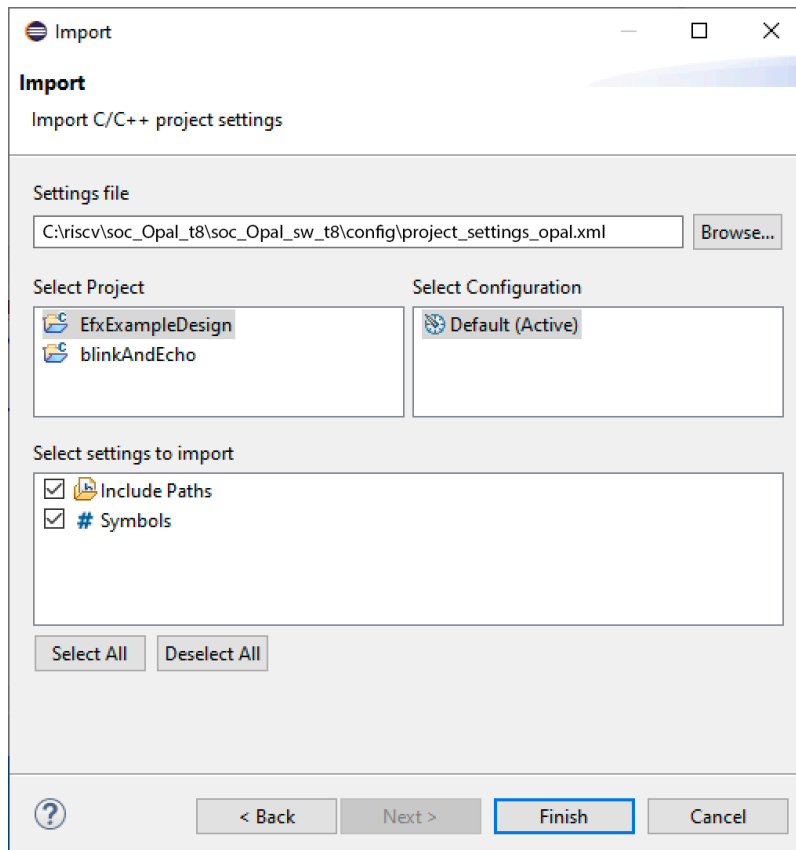 Import
Import
Import C/C++ project settings
Settings file
C:\riscv\soc_Opal_t8\soc_Opal_sw_t8\config\project_settings_opal.xml
Browse...
Select Project
Select Configuration
EfxExampleDesign
Default (Active)
blinkAndEcho
Select settings to import
Include Paths
# Symbols
Select All
Deselect All
? < Back Next > Finish Cancel